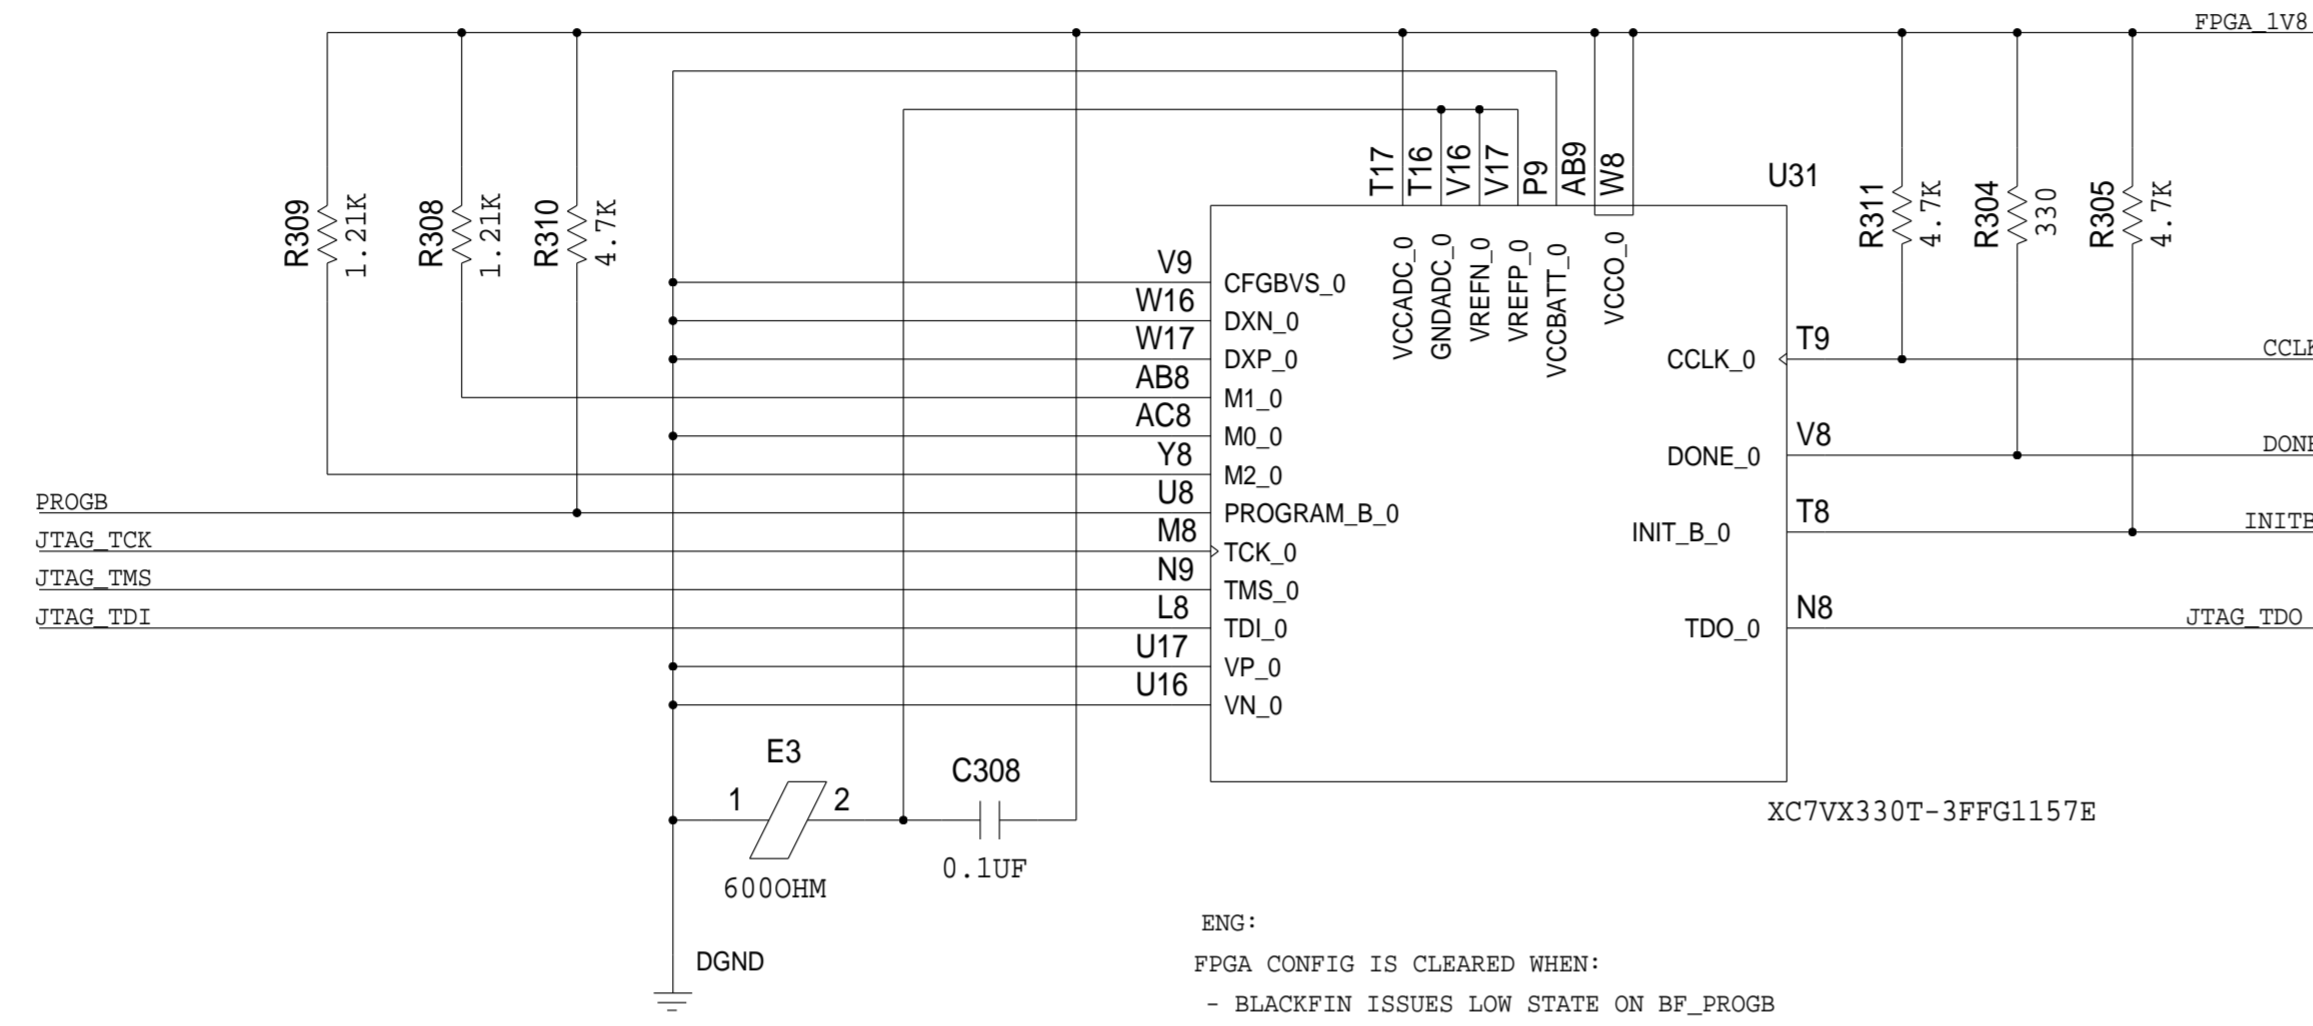 FPGA_1V8
R309
1.21K
R308
1.21K
R310
4.7K
T17
T16
V16
V17
P9
AB9
W8
U31
R311
4.7K
R304
330
R305
4.7K
VCCADC_0
GNDADC_0
VREFN_0
VREFP_0
VCCBATT_0
VCCO_0
V9
CFGBVS_0
W16
DXN_0
W17
DXP_0
AB8
M1_0
AC8
M0_0
Y8
M2_0
PROGB
U8
PROGRAM_B_0
JTAG_TCK
M8
TCK_0
JTAG_TMS
N9
TMS_0
JTAG_TDI
L8
TDI_0
U17
VP_0
U16
VN_0
CCLK_0
T9
CCLK
DONE_0
V8
DONE
INIT_B_0
T8
INITB
TDO_0
N8
JTAG_TDO
E3
1
2
600OHM
C308
0.1UF
XC7VX330T-3FFG1157E
DGND
ENG:
FPGA CONFIG IS CLEARED WHEN:
- BLACKFIN ISSUES LOW STATE ON BF_PROGB